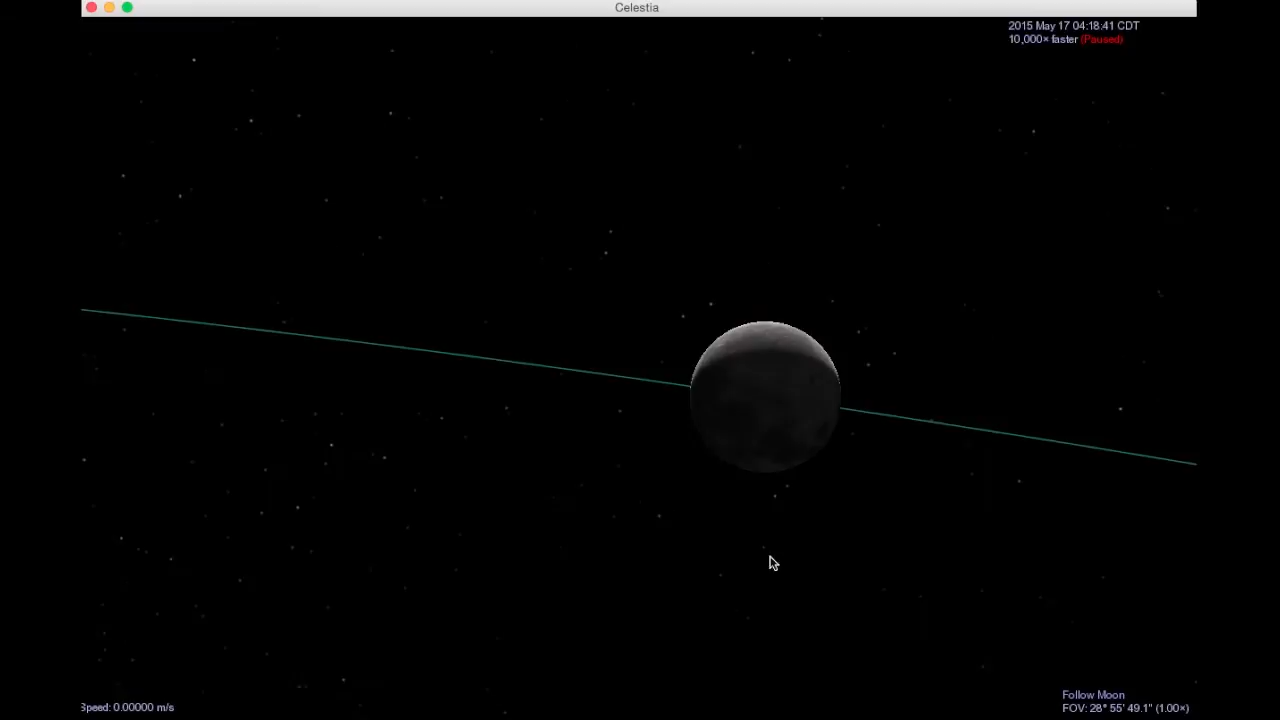 Celestia
2015 May 17 04:18:41 CDT
10,000× faster (Paused)
Speed: 0.00000 m/s
Follow Moon
FOV: 28° 55' 49.1" (1.00×)